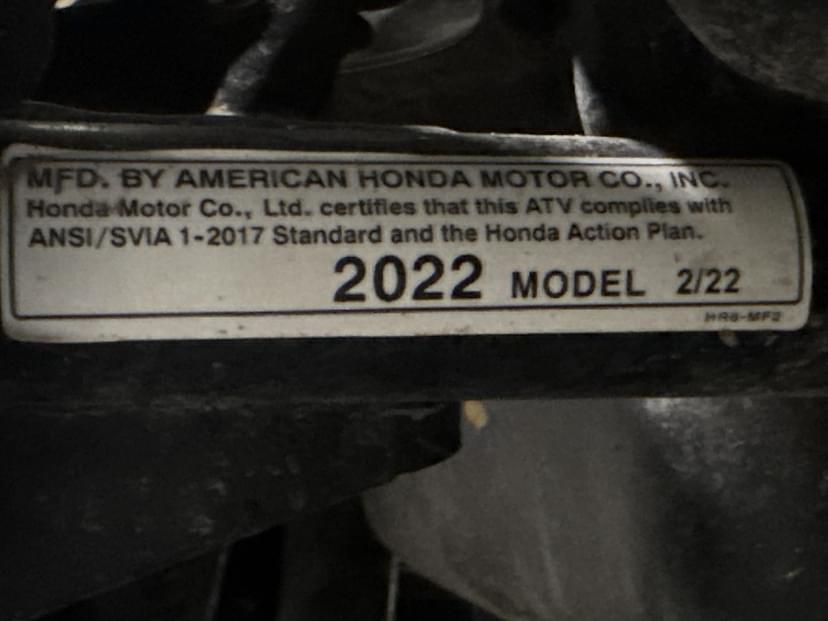 MFD. BY AMERICAN HONDA MOTOR CO., INC.
Honda Motor Co., Ltd. certifies that this ATV complies with
ANSI/SVIA 1-2017 Standard and the Honda Action Plan.
2022 MODEL 2/22
HR6-MF2